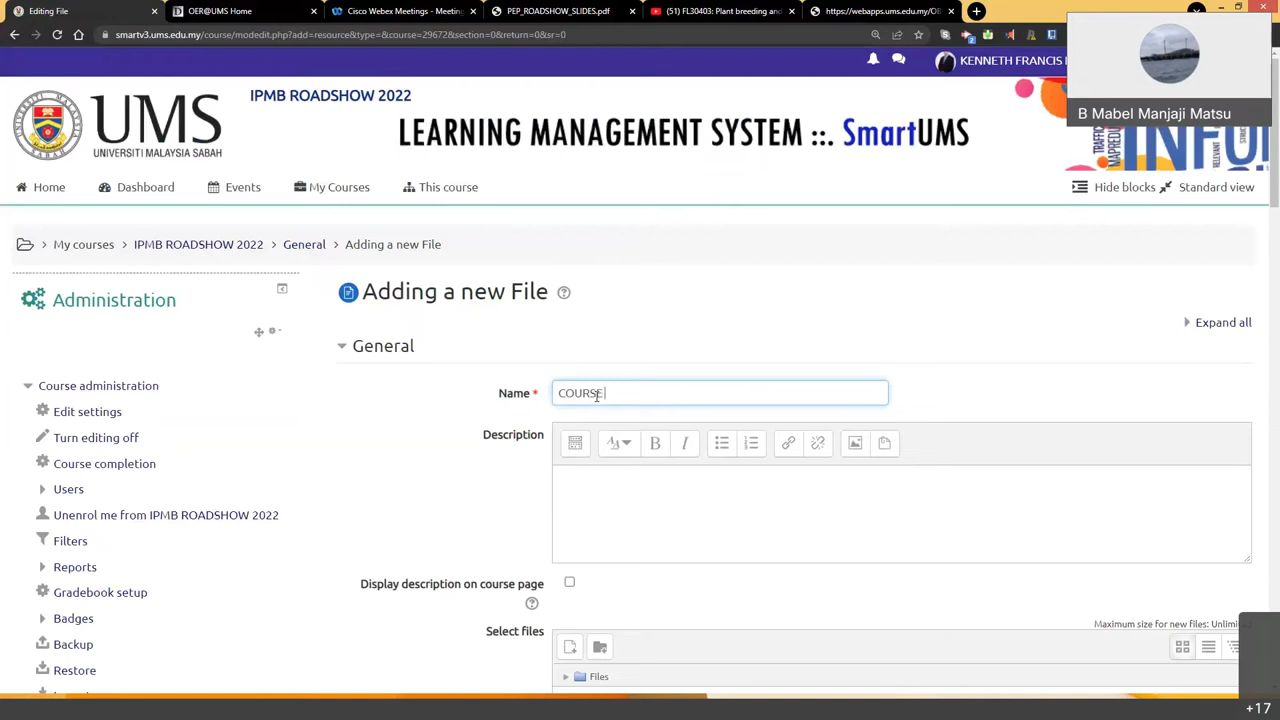 Editing File
OER@UMS Home
Cisco Webex Meetings - Meetin
PEP_ROADSHOW_SLIDES.pdf
(51) FL30403: Plant breeding and
https://webapps.ums.edu.my/OE
smartv3.ums.edu.my/course/modedit.php?add=resource&type=&course=29672&section=0&return=0&sr=0
KENNETH FRANCIS
B Mabel Manjaji Matsu
UMS
UNIVERSITI MALAYSIA SABAH
IPMB ROADSHOW 2022
LEARNING MANAGEMENT SYSTEM ::. SmartUMS
INFO!
Home
Dashboard
Events
My Courses
This course
Hide blocks
Standard view
My courses
IPMB ROADSHOW 2022
General
Adding a new File
Administration
Course administration
Edit settings
Turn editing off
Course completion
Users
Unenrol me from IPMB ROADSHOW 2022
Filters
Reports
Gradebook setup
Badges
Backup
Restore
Adding a new File
Expand all
General
Name *
COURSE
Description
Display description on course page
Maximum size for new files: Unlimi
Select files
Files
+17